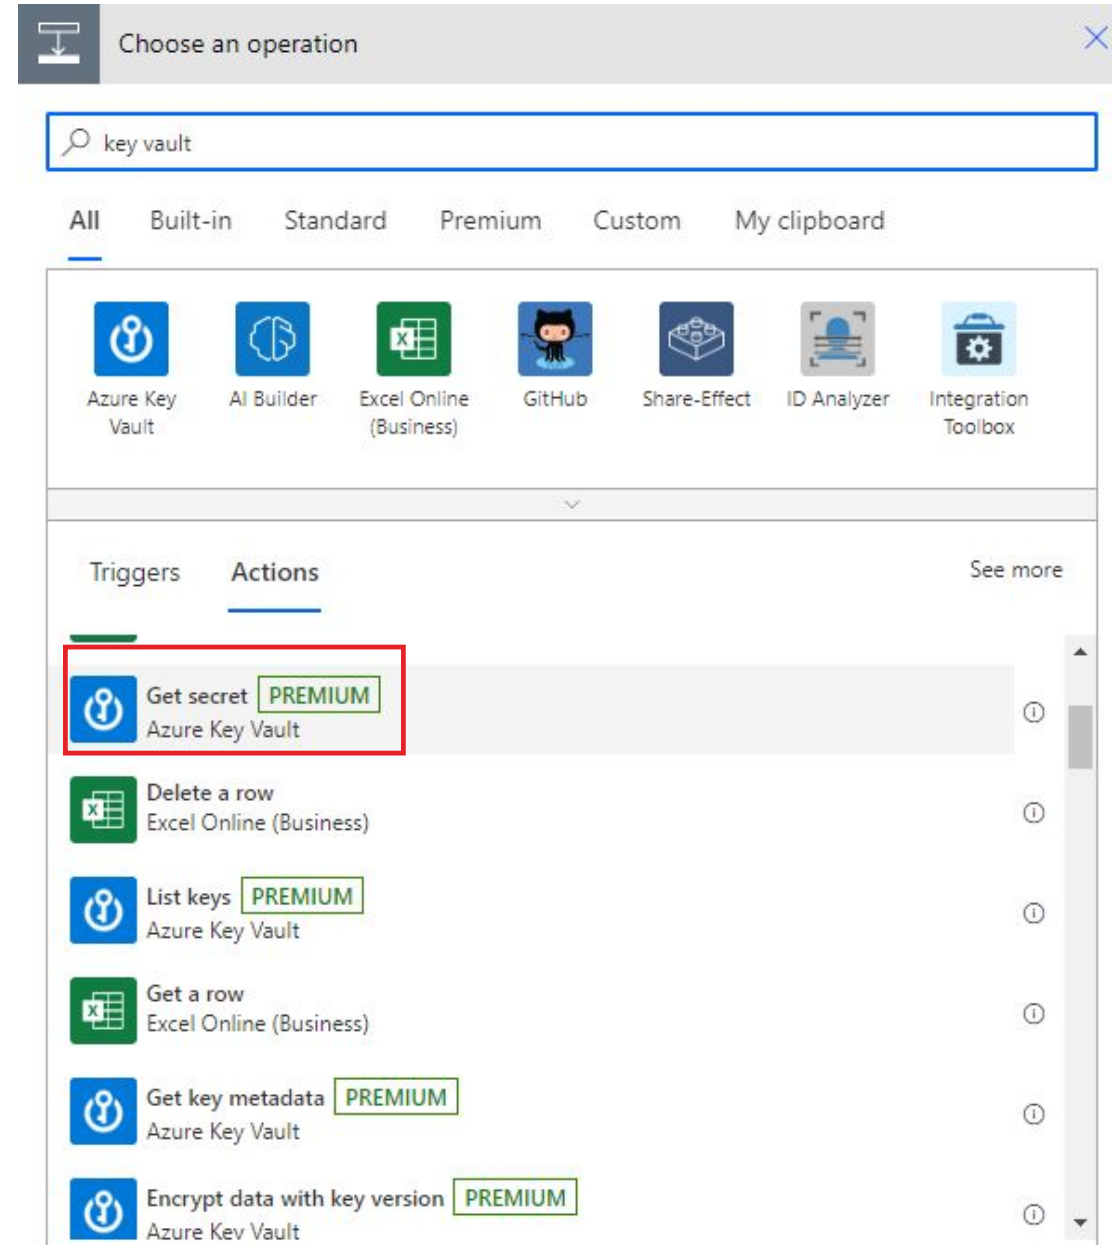 Choose an operation
key vault
All Built-in Standard Premium Custom My clipboard
Azure Key Vault
AI Builder
Excel Online (Business)
GitHub
Share-Effect
ID Analyzer
Integration Toolbox
Triggers Actions See more
Get secret PREMIUM
Azure Key Vault
Delete a row
Excel Online (Business)
List keys PREMIUM
Azure Key Vault
Get a row
Excel Online (Business)
Get key metadata PREMIUM
Azure Key Vault
Encrypt data with key version PREMIUM
Azure Key Vault